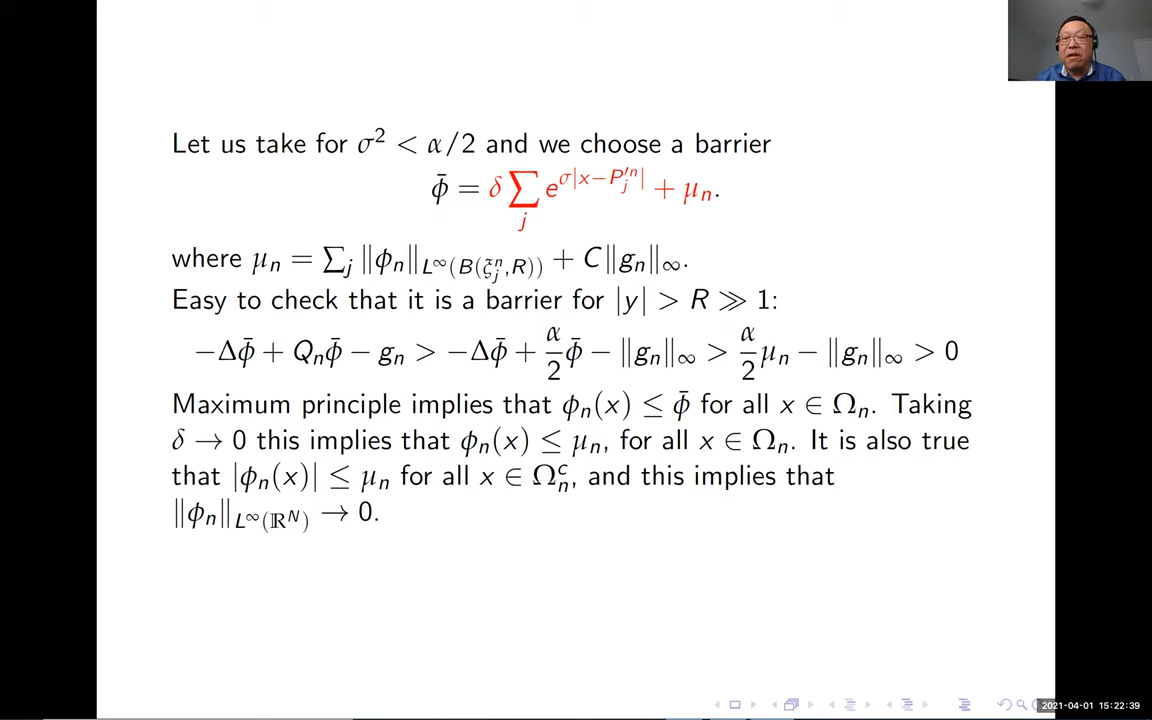 Let us take for σ² < α/2 and we choose a barrier
ϕ̄ = δ ∑_j e^{σ|x−P_j'^n|} + μ_n.
where μ_n = ∑_j ‖ϕ_n‖_{L^∞(B(ξ_j^n,R))} + C‖g_n‖_∞.
Easy to check that it is a barrier for |y| > R ≫ 1:
−Δϕ̄ + Q_nϕ̄ − g_n > −Δϕ̄ + α/2 ϕ̄ − ‖g_n‖_∞ > α/2 μ_n − ‖g_n‖_∞ > 0
Maximum principle implies that ϕ_n(x) ≤ ϕ̄ for all x ∈ Ω_n. Taking
δ → 0 this implies that ϕ_n(x) ≤ μ_n, for all x ∈ Ω_n. It is also true
that |ϕ_n(x)| ≤ μ_n for all x ∈ Ω_n^c, and this implies that
‖ϕ_n‖_{L^∞(ℝ^N)} → 0.
2021-04-01 15:22:39